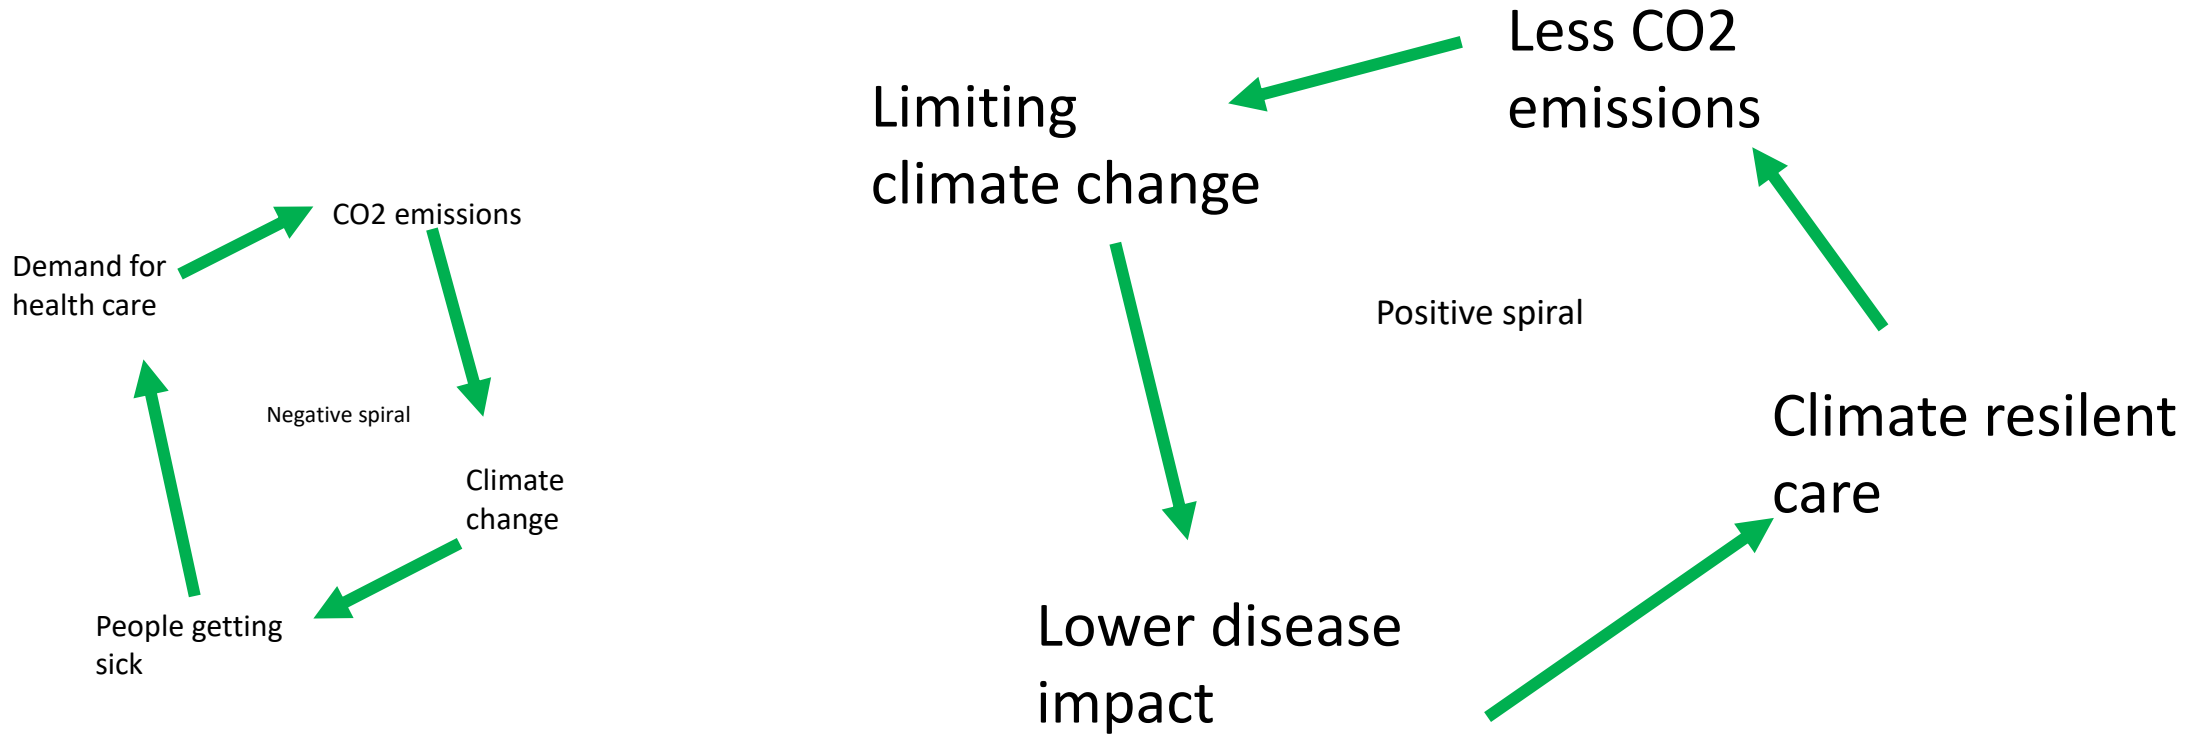 CO2 emissions
Demand for
health care
Negative spiral
Climate
change
People getting
sick
Less CO2
emissions
Limiting
climate change
Positive spiral
Climate resilent
care
Lower disease
impact